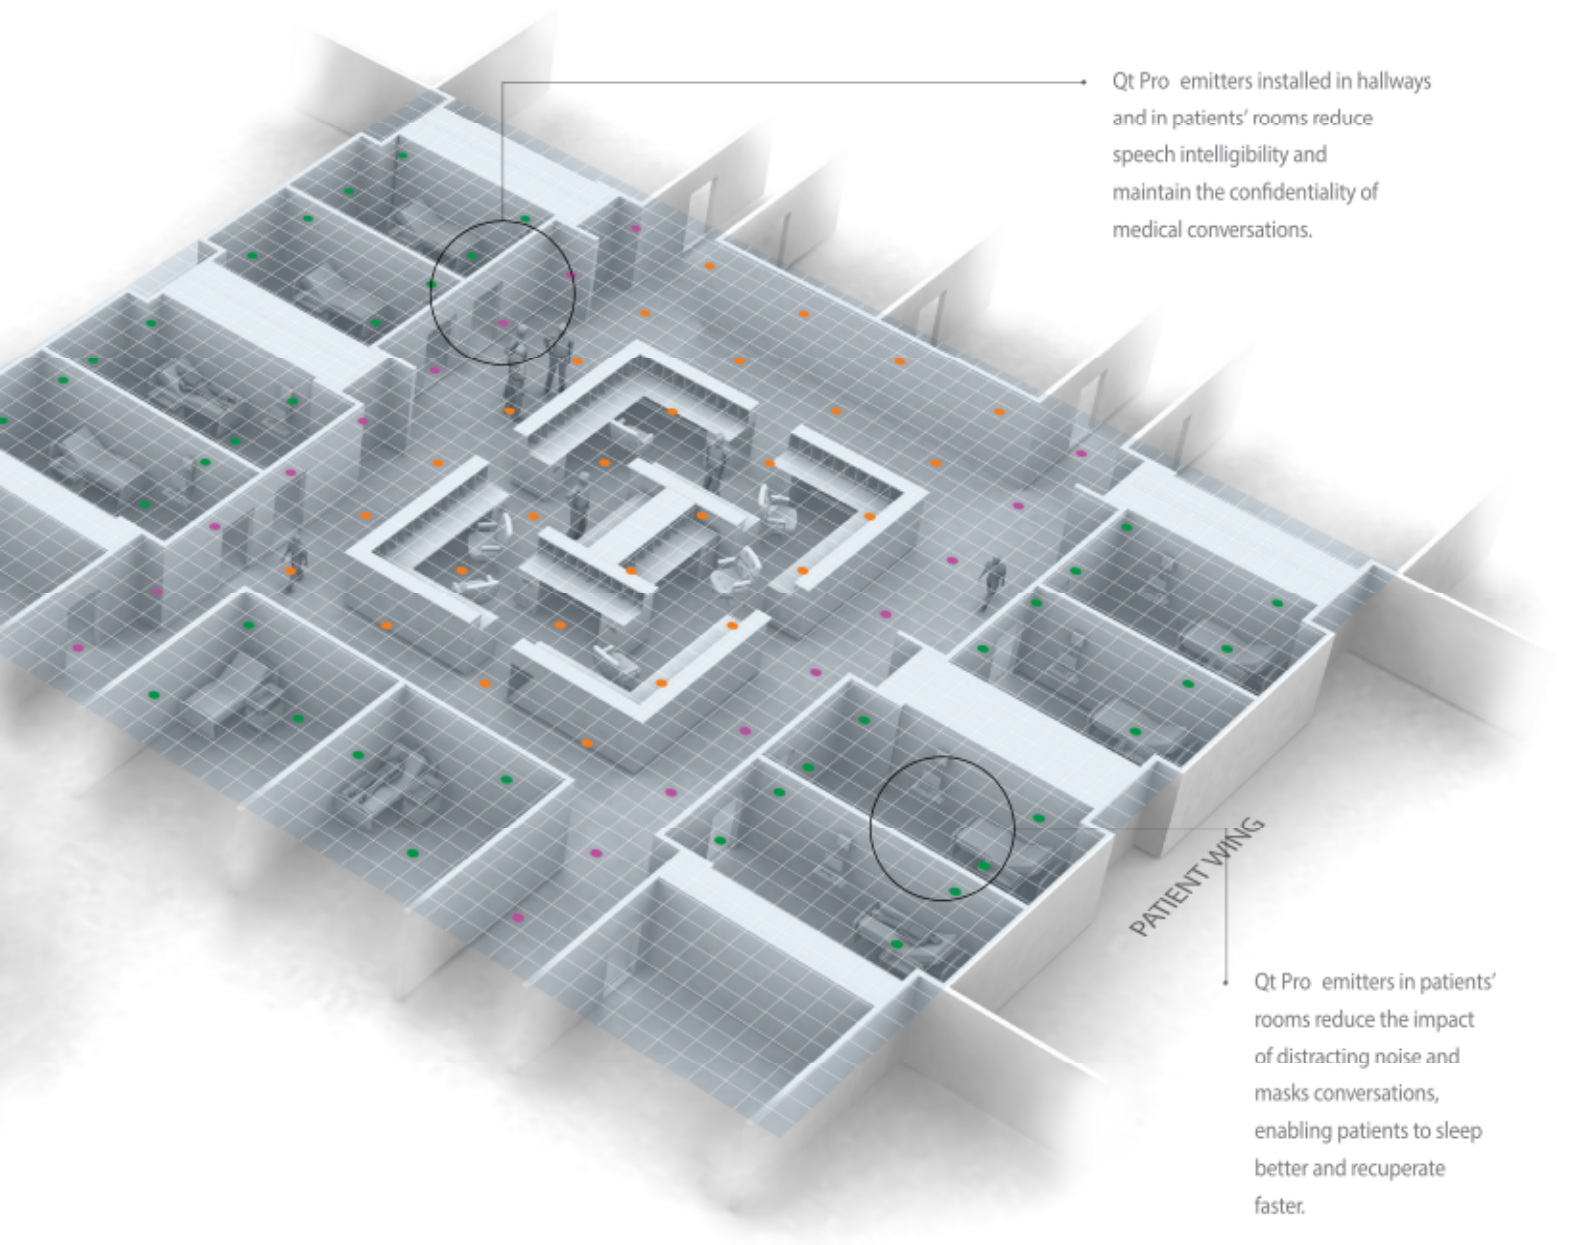 Qt Pro emitters installed in hallways
and in patients’ rooms reduce
speech intelligibility and
maintain the confidentiality of
medical conversations.
PATIENT WING
Qt Pro emitters in patients’
rooms reduce the impact
of distracting noise and
masks conversations,
enabling patients to sleep
better and recuperate
faster.